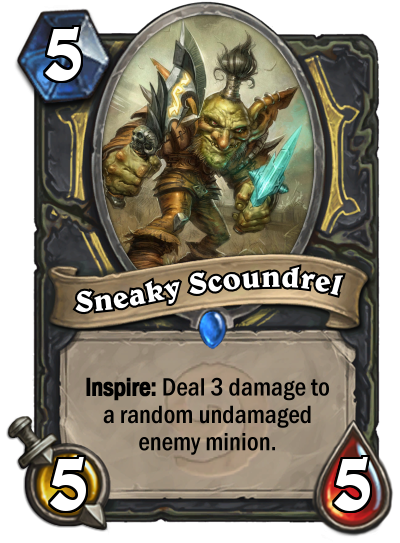 5
Sneaky Scoundrel
Inspire: Deal 3 damage to
a random undamaged
enemy minion.
5
5